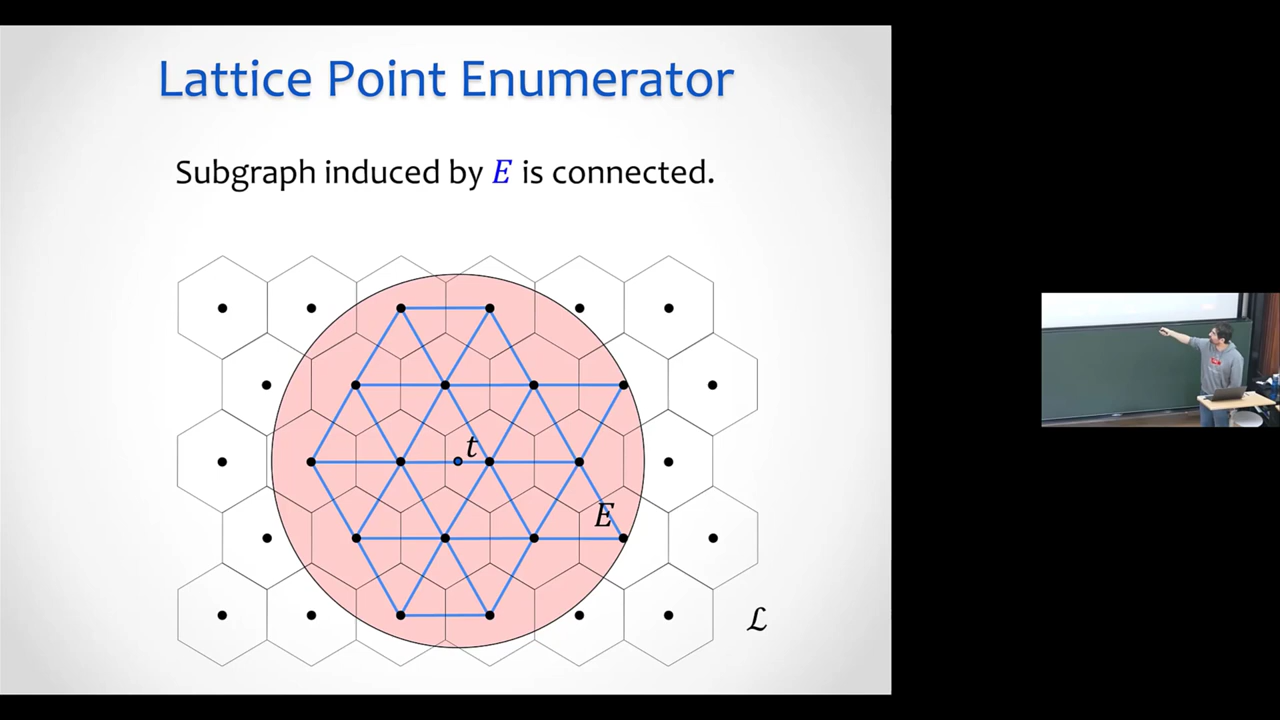 Lattice Point Enumerator
Subgraph induced by E is connected.
t
E
ℒ